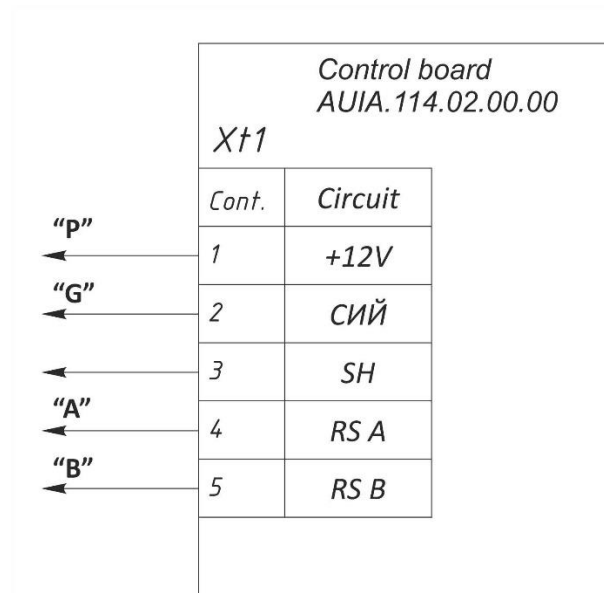 Control board
AUIA.114.02.00.00
Xt1
Cont. Circuit
“P” 1 +12V
“G” 2 СИЙ
3 SH
“A” 4 RS A
“B” 5 RS B